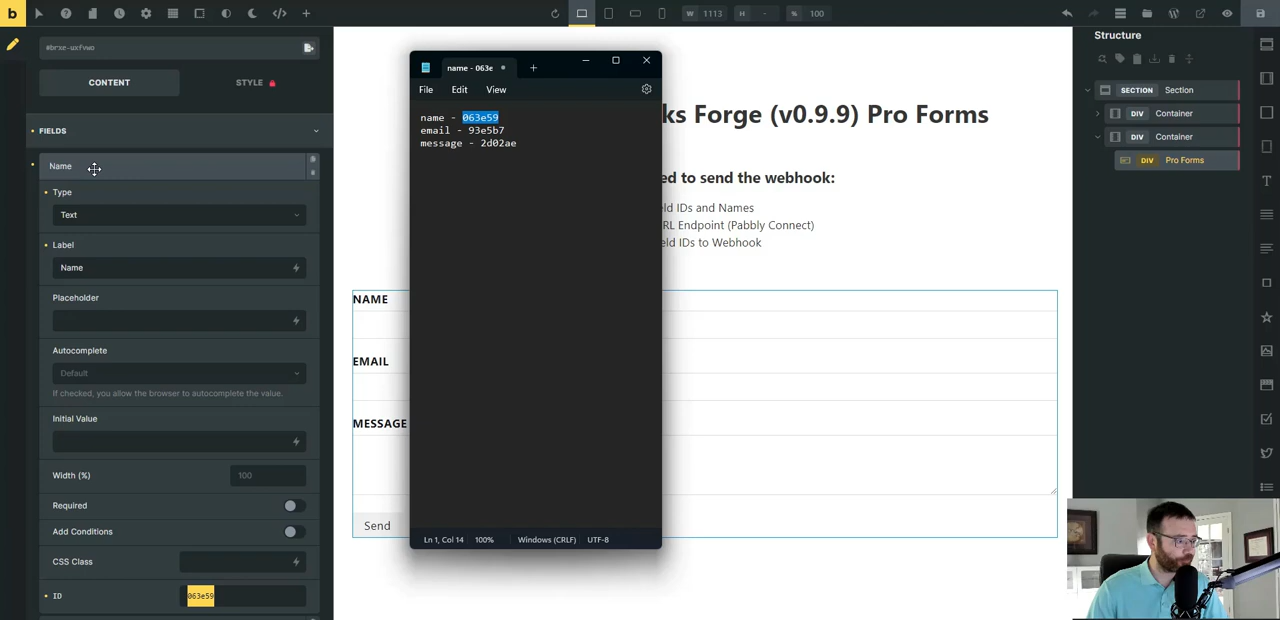 b
W 1113 H - % 100
#brxe-uxfvwo
CONTENT STYLE
FIELDS
Name
Type
Text
Label
Name
Placeholder
Autocomplete
Default
If checked, you allow the browser to autocomplete the value.
Initial Value
Width (%) 100
Required
Add Conditions
CSS Class
ID 063e59
name - 063e
File Edit View
name - 063e59
email - 93e5b7
message - 2d02ae
Ln 1, Col 14 100% Windows (CRLF) UTF-8
ks Forge (v0.9.9) Pro Forms
ed to send the webhook:
eld IDs and Names
RL Endpoint (Pabbly Connect)
eld IDs to Webhook
NAME
EMAIL
MESSAGE
Send
Structure
SECTION Section
DIV Container
DIV Container
DIV Pro Forms